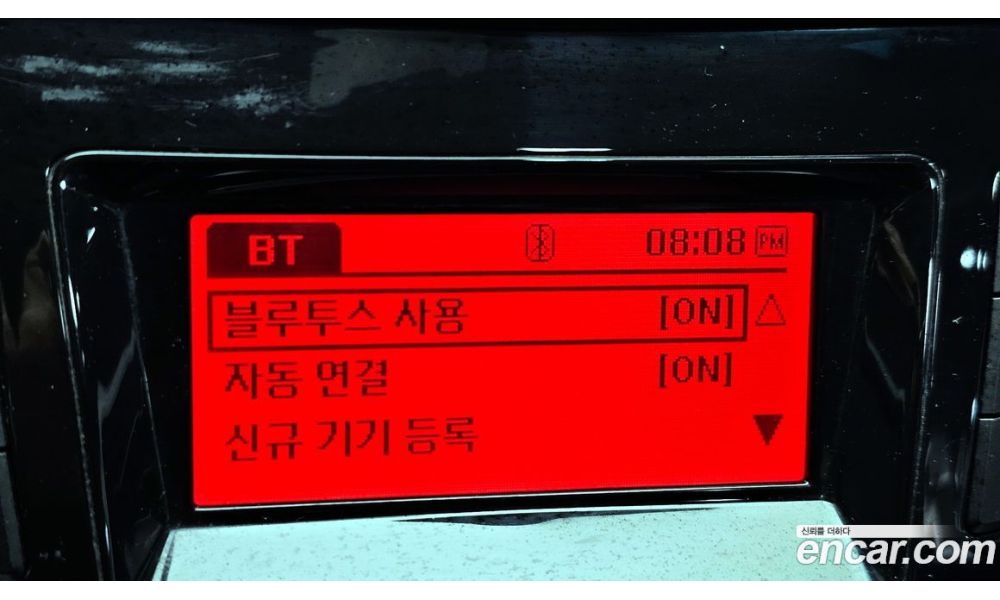 BT 08:08 PM
블루투스 사용 [ON] △
자동 연결 [ON]
신규 기기 등록 ▼
신뢰를 더하다
encar.com